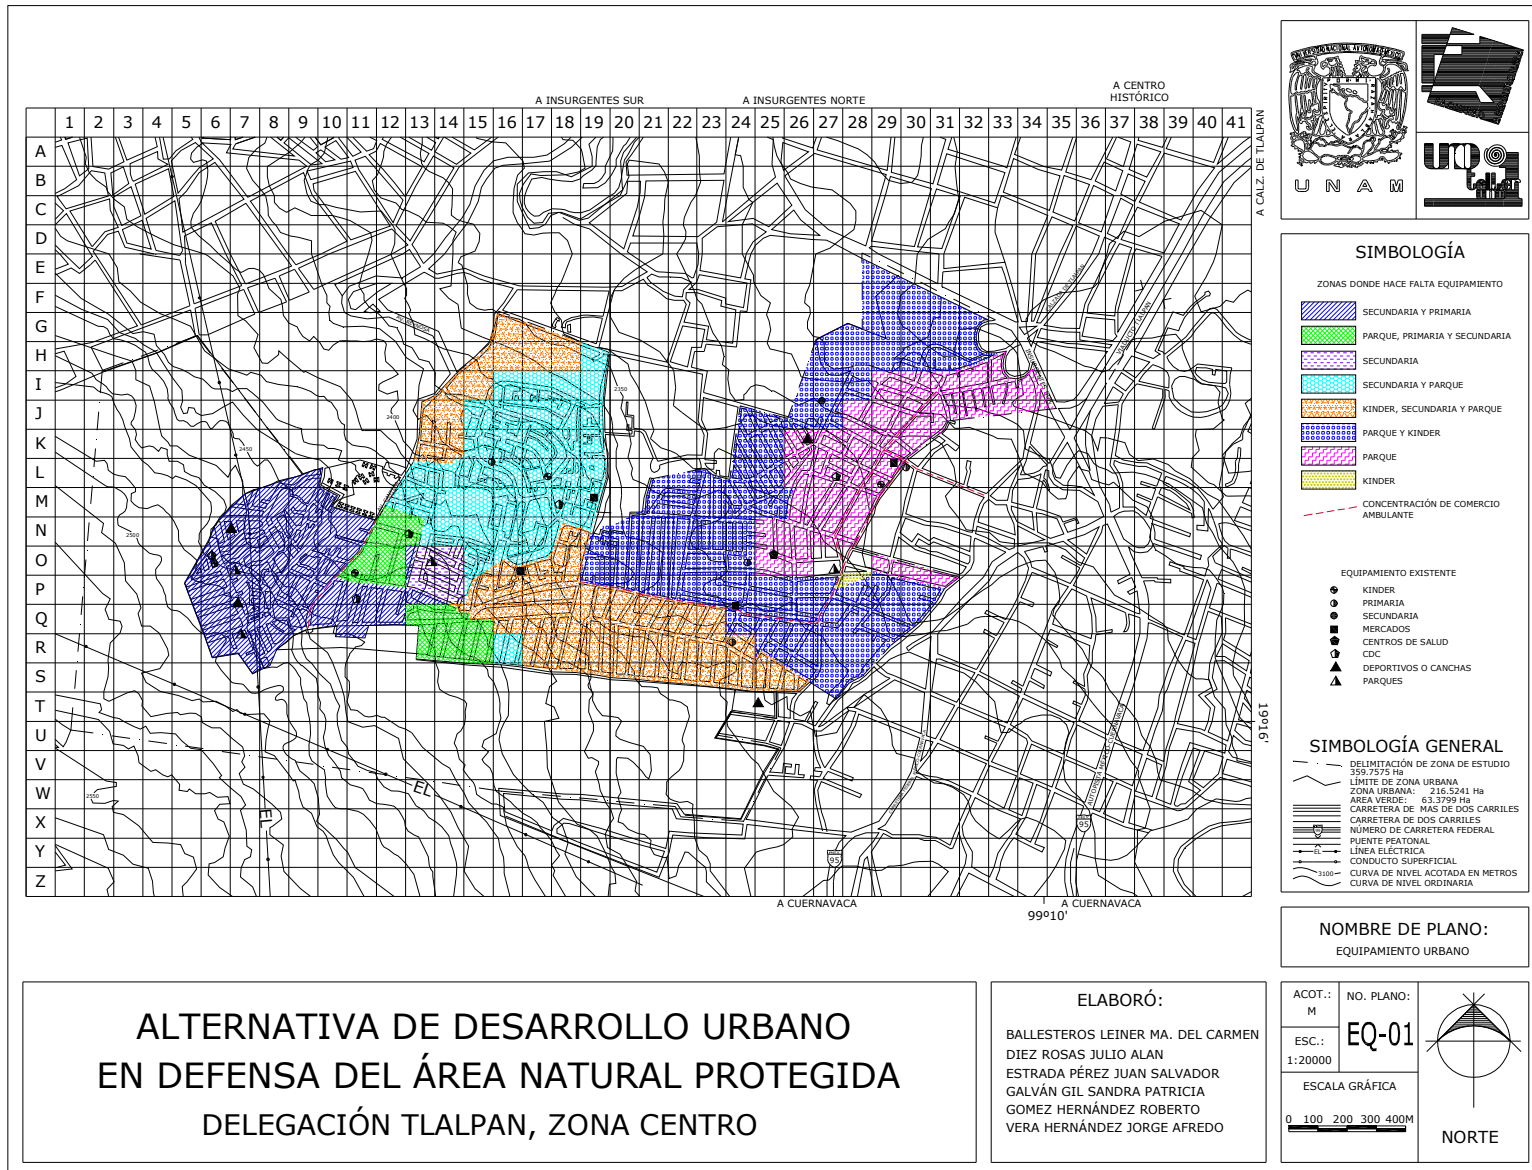 A INSURGENTES SUR
A INSURGENTES NORTE
A CENTRO
HISTÓRICO
1 2 3 4 5 6 7 8 9 10 11 12 13 14 15 16 17 18 19 20 21 22 23 24 25 26 27 28 29 30 31 32 33 34 35 36 37 38 39 40 41
A
B
C
D
E
F
G
H
I
J
K
L
M
N
O
P
Q
R
S
T
U
V
W
X
Y
Z
A CALZ. DE TLALPAN
19º16'
2350
2400
2450
2500
2550
VIADUCTO TLALPAN
EL
EL
EL
95
95
A CUERNAVACA
A CUERNAVACA
99º10'
UNAM
SIMBOLOGÍA
ZONAS DONDE HACE FALTA EQUIPAMIENTO
SECUNDARIA Y PRIMARIA
PARQUE, PRIMARIA Y SECUNDARIA
SECUNDARIA
SECUNDARIA Y PARQUE
KINDER, SECUNDARIA Y PARQUE
PARQUE Y KINDER
PARQUE
KINDER
CONCENTRACIÓN DE COMERCIO
AMBULANTE
EQUIPAMIENTO EXISTENTE
KINDER
PRIMARIA
SECUNDARIA
MERCADOS
CENTROS DE SALUD
CDC
DEPORTIVOS O CANCHAS
PARQUES
SIMBOLOGÍA GENERAL
DELIMITACIÓN DE ZONA DE ESTUDIO
359.7575 Ha
LÍMITE DE ZONA URBANA
ZONA URBANA: 216.5241 Ha
AREA VERDE: 63.3799 Ha
CARRETERA DE MAS DE DOS CARRILES
CARRETERA DE DOS CARRILES
NÚMERO DE CARRETERA FEDERAL
PUENTE PEATONAL
EL LÍNEA ELÉCTRICA
CONDUCTO SUPERFICIAL
3100 CURVA DE NIVEL ACOTADA EN METROS
CURVA DE NIVEL ORDINARIA
NOMBRE DE PLANO:
EQUIPAMIENTO URBANO
ALTERNATIVA DE DESARROLLO URBANO
EN DEFENSA DEL ÁREA NATURAL PROTEGIDA
DELEGACIÓN TLALPAN, ZONA CENTRO
ELABORÓ:
BALLESTEROS LEINER MA. DEL CARMEN
DIEZ ROSAS JULIO ALAN
ESTRADA PÉREZ JUAN SALVADOR
GALVÁN GIL SANDRA PATRICIA
GOMEZ HERNÁNDEZ ROBERTO
VERA HERNÁNDEZ JORGE AFREDO
ACOT.:
M
NO. PLANO:
EQ-01
ESC.:
1:20000
ESCALA GRÁFICA
0 100 200 300 400M
NORTE